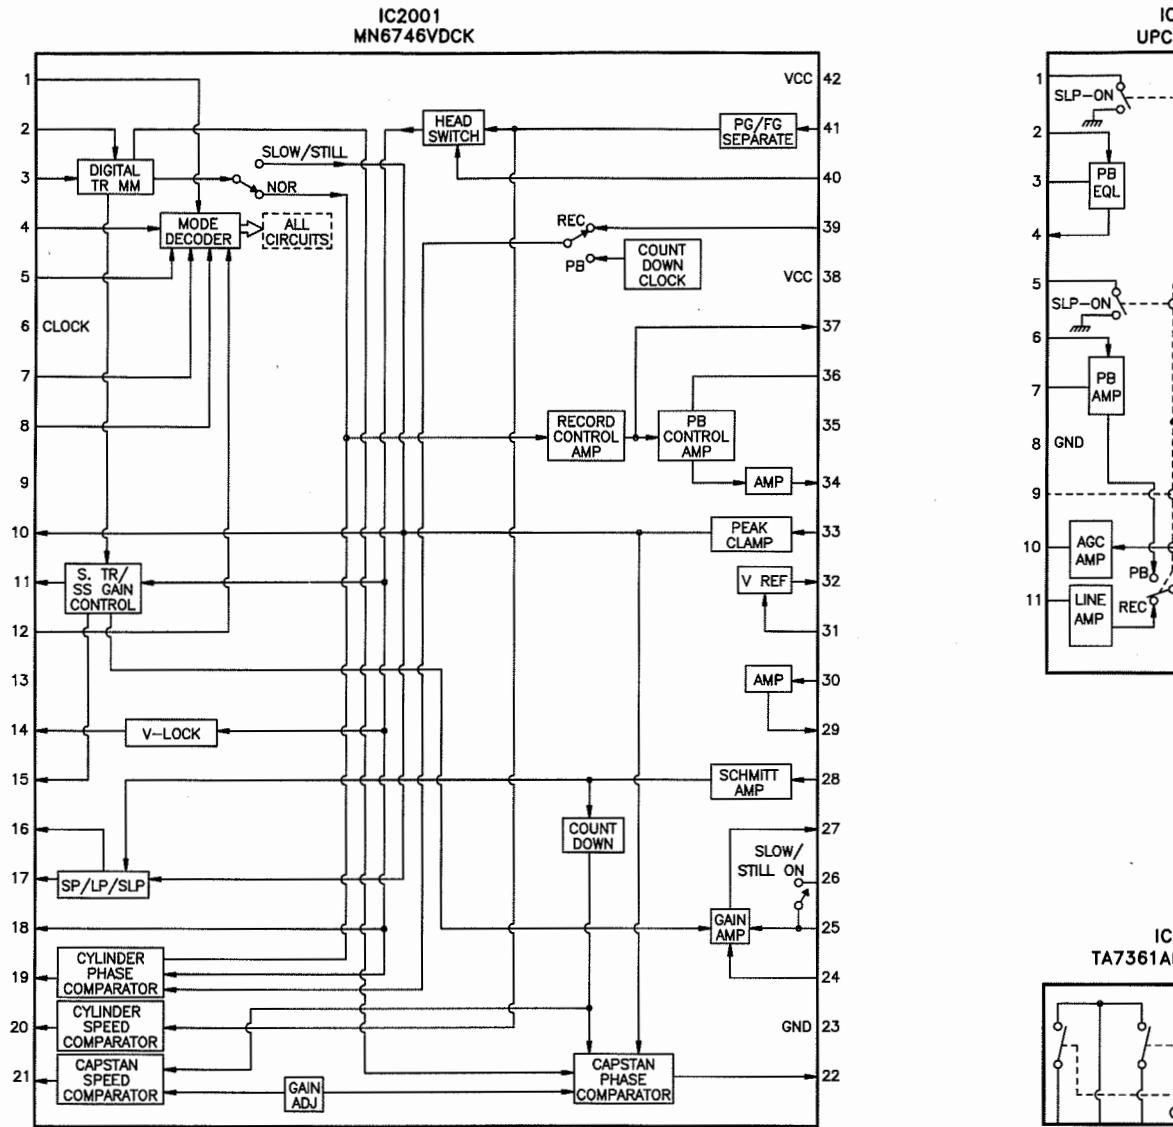 IC2001
MN6746VDCK
1
2
3
4
5
6
7
8
9
10
11
12
13
14
15
16
17
18
19
20
21
CLOCK
DIGITAL
TR MM
SLOW/STILL
NOR
MODE
DECODER
ALL
CIRCUITS
S. TR/
SS GAIN
CONTROL
V-LOCK
SP/LP/SLP
CYLINDER
PHASE
COMPARATOR
CYLINDER
SPEED
COMPARATOR
CAPSTAN
SPEED
COMPARATOR
GAIN
ADJ
HEAD
SWITCH
PG/FG
SEPARATE
REC
PB
COUNT
DOWN
CLOCK
RECORD
CONTROL
AMP
PB
CONTROL
AMP
AMP
PEAK
CLAMP
V REF
AMP
SCHMITT
AMP
COUNT
DOWN
SLOW/
STILL ON
GAIN
AMP
CAPSTAN
PHASE
COMPARATOR
VCC 42
41
40
39
VCC 38
37
36
35
34
33
32
31
30
29
28
27
26
25
24
GND 23
22
IC
UPC
1
SLP-ON
2
3
PB
EQL
4
5
SLP-ON
6
7
PB
AMP
8 GND
9
10
AGC
AMP
PB
11
LINE
AMP
REC
IC
TA7361A